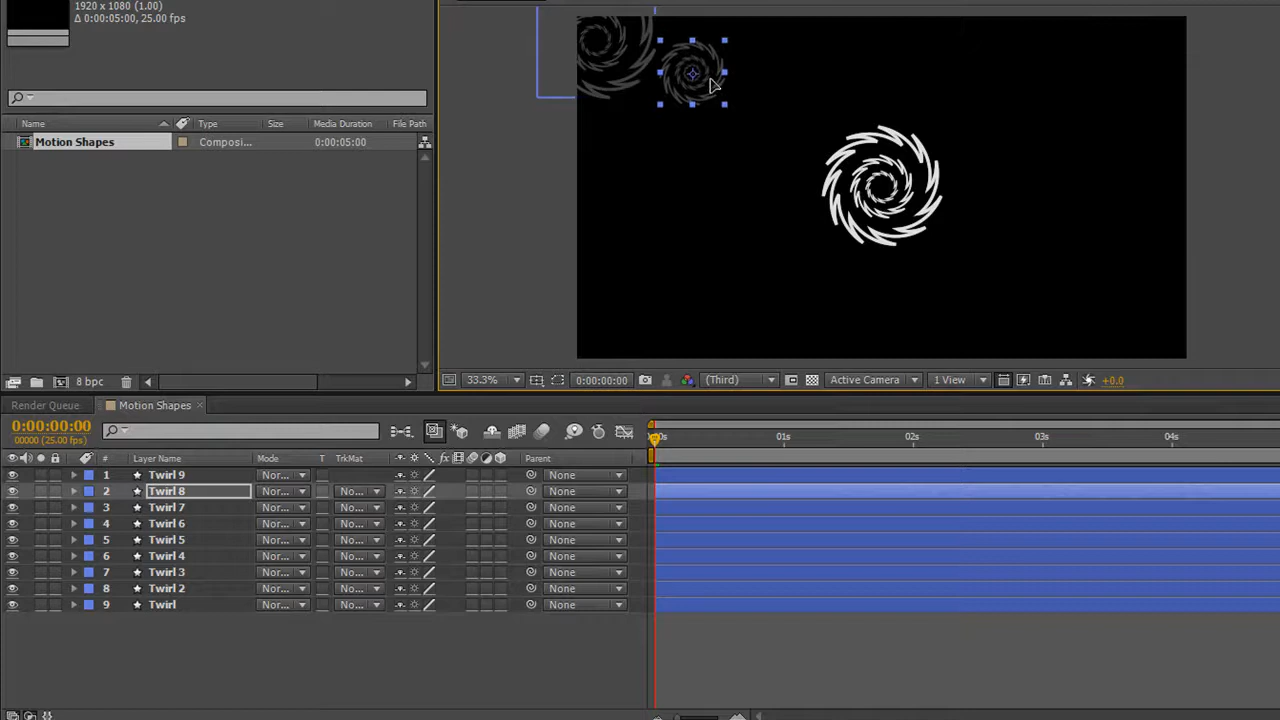 1920 x 1080 (1.00)
Δ 0:00:05:00, 25.00 fps
Name Type Size Media Duration File Path
Motion Shapes Composi... 0:00:05:00
8 bpc
33.3% 0:00:00:00 (Third) Active Camera 1 View +0.0
Render Queue Motion Shapes ×
0:00:00:00
00000 (25.00 fps)
01s 02s 03s 04s
# Layer Name Mode T TrkMat fx Parent
1 Twirl 9 Nor... None
2 Twirl 8 Nor... No... None
3 Twirl 7 Nor... No... None
4 Twirl 6 Nor... No... None
5 Twirl 5 Nor... No... None
6 Twirl 4 Nor... No... None
7 Twirl 3 Nor... No... None
8 Twirl 2 Nor... No... None
9 Twirl Nor... No... None